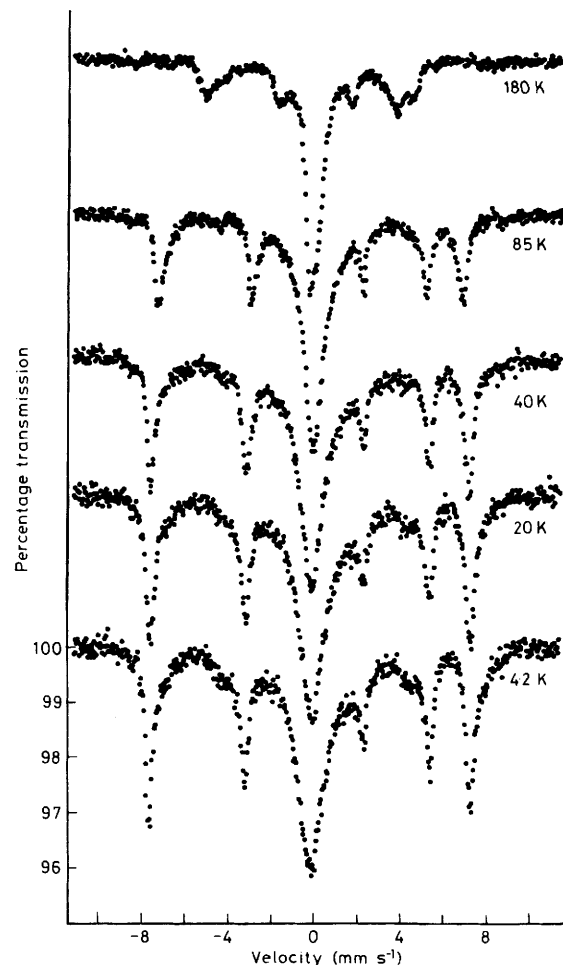 180 K
85 K
40 K
20 K
4·2 K
Percentage transmission
100
99
98
97
96
-8
-4
0
4
8
Velocity (mm s⁻¹)